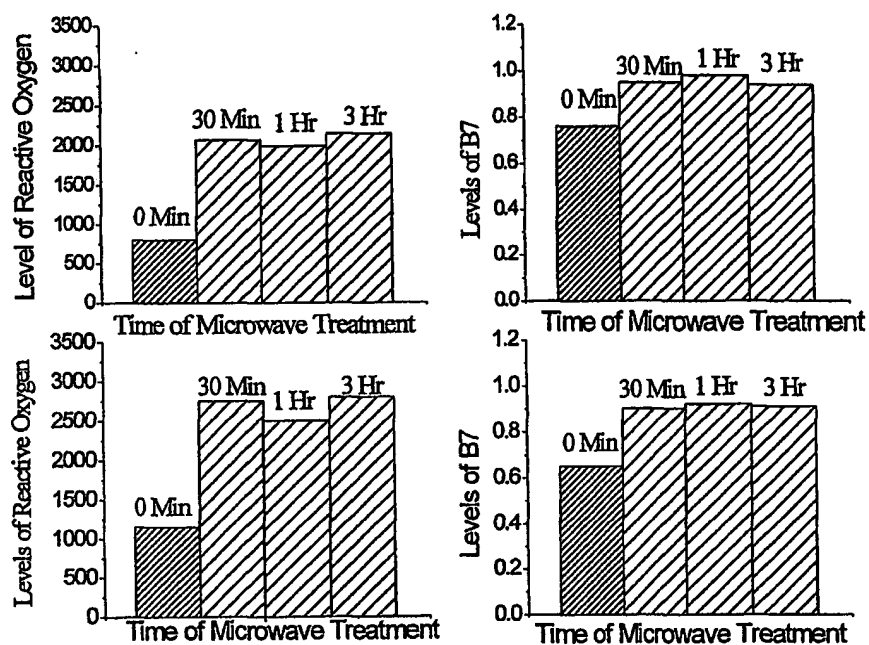 Level of Reactive Oxygen
3500
3000
2500
2000
1500
1000
500
0
0 Min
30 Min
1 Hr
3 Hr
Time of Microwave Treatment
Levels of B7
1.2
1.0
0.8
0.6
0.4
0.2
0.0
0 Min
30 Min
1 Hr
3 Hr
Time of Microwave Treatment
Levels of Reactive Oxygen
3500
3000
2500
2000
1500
1000
500
0
0 Min
30 Min
1 Hr
3 Hr
Time of Microwave Treatment
Levels of B7
1.2
1.0
0.8
0.6
0.4
0.2
0.0
0 Min
30 Min
1 Hr
3 Hr
Time of Microwave Treatment